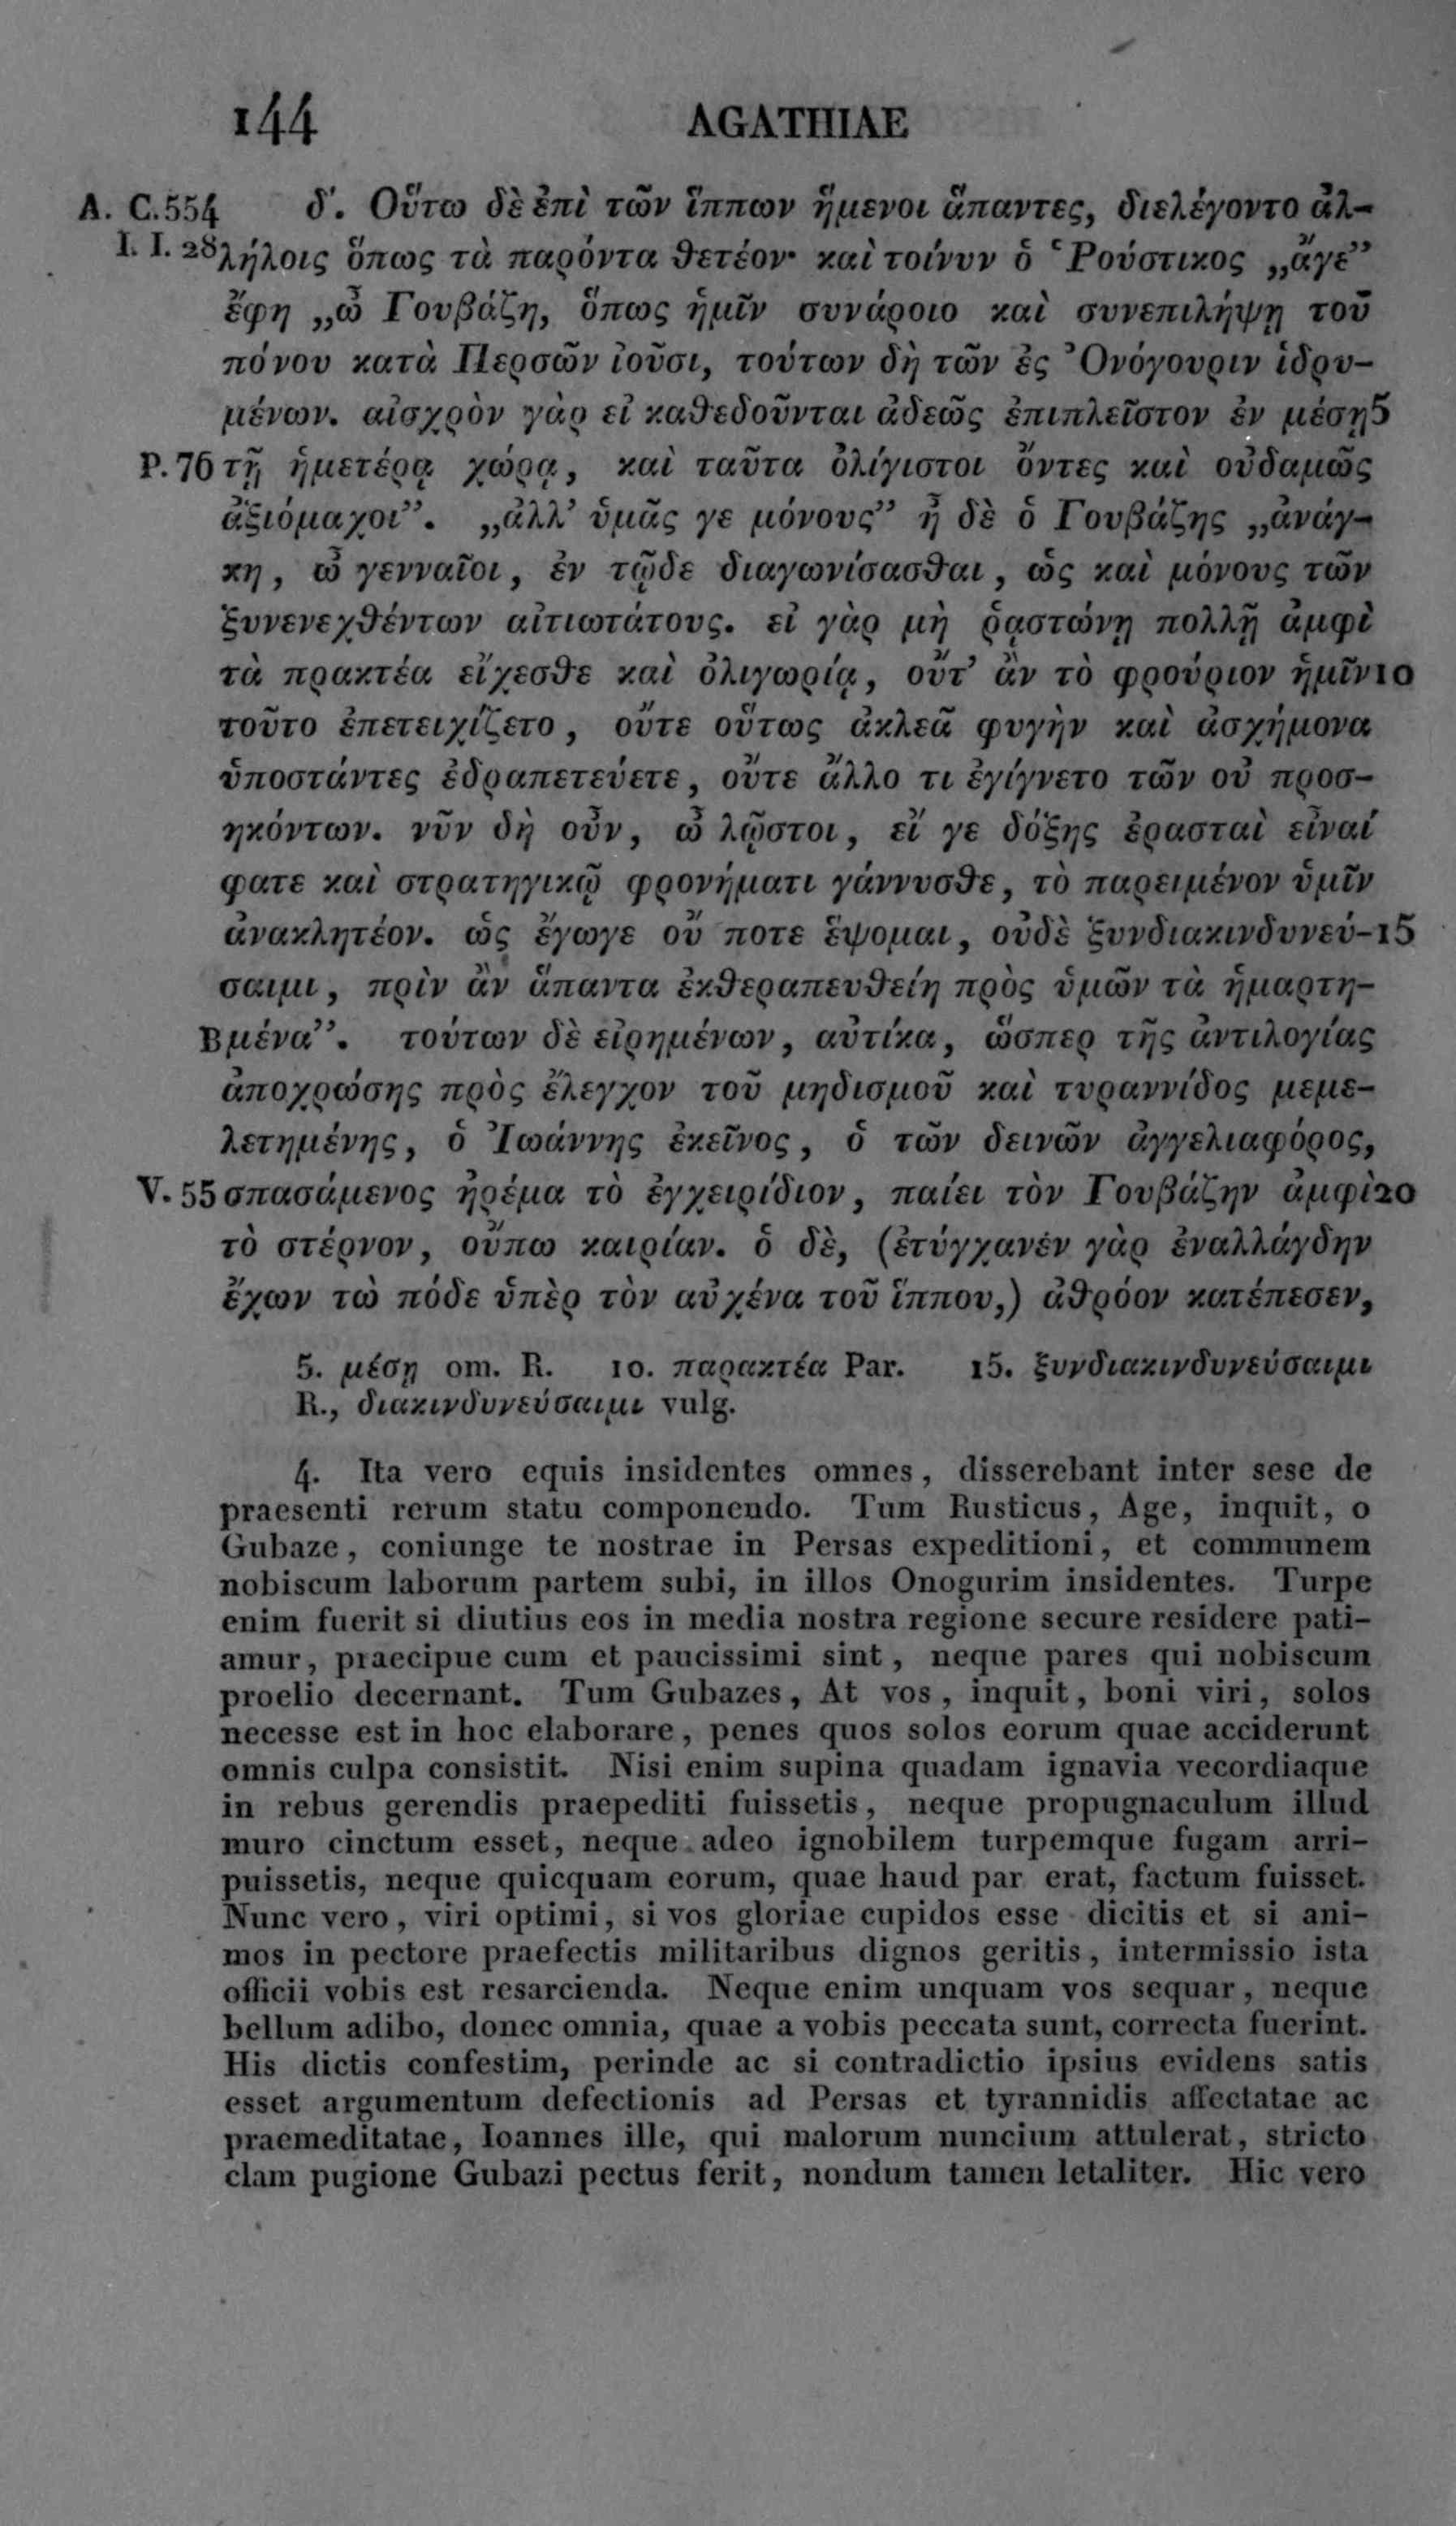 144 AGATHIAE
A. C. 554 δ΄. Οὕτω δὲ ἐπὶ τῶν ἵππων ἥμενοι ἅπαντες, διελέγοντο ἀλ-
I. I. 28 λήλοις ὅπως τὰ παρόντα θετέον· καὶ τοίνυν ὁ Ῥούστικος „ἄγε”
ἔφη „ὦ Γουβάζη, ὅπως ἡμῖν συνάροιο καὶ συνεπιλήψῃ τοῦ
πόνου κατὰ Περσῶν ἰοῦσι, τούτων δὴ τῶν ἐς Ὀνόγουριν ἱδρυ-
μένων. αἰσχρὸν γὰρ εἰ καθεδοῦνται ἀδεῶς ἐπιπλεῖστον ἐν μέσῃ 5
P. 76 τῇ ἡμετέρᾳ χώρᾳ, καὶ ταῦτα ὀλίγιστοι ὄντες καὶ οὐδαμῶς
ἀξιόμαχοι”. „ἀλλ’ ὑμᾶς γε μόνους” ἦ δὲ ὁ Γουβάζης „ἀνάγ-
κη, ὦ γενναῖοι, ἐν τῷδε διαγωνίσασθαι, ὡς καὶ μόνους τῶν
ξυνενεχθέντων αἰτιωτάτους. εἰ γὰρ μὴ ῥᾳστώνῃ πολλῇ ἀμφὶ
τὰ πρακτέα εἴχεσθε καὶ ὀλιγωρίᾳ, οὔτ’ ἂν τὸ φρούριον ἡμῖν 10
τοῦτο ἐπετειχίζετο, οὔτε οὕτως ἀκλεᾶ φυγὴν καὶ ἀσχήμονα
ὑποστάντες ἐδραπετεύετε, οὔτε ἄλλο τι ἐγίγνετο τῶν οὐ προσ-
ηκόντων. νῦν δὴ οὖν, ὦ λῷστοι, εἴ γε δόξης ἐρασταὶ εἶναί
φατε καὶ στρατηγικῷ φρονήματι γάννυσθε, τὸ παρειμένον ὑμῖν
ἀνακλητέον. ὡς ἔγωγε οὔ ποτε ἕψομαι, οὐδὲ ξυνδιακινδυνεύ- 15
σαιμι, πρὶν ἂν ἅπαντα ἐκθεραπευθείη πρὸς ὑμῶν τὰ ἡμαρτη-
B μένα”. τούτων δὲ εἰρημένων, αὐτίκα, ὥσπερ τῆς ἀντιλογίας
ἀποχρώσης πρὸς ἔλεγχον τοῦ μηδισμοῦ καὶ τυραννίδος μεμε-
λετημένης, ὁ Ἰωάννης ἐκεῖνος, ὁ τῶν δεινῶν ἀγγελιαφόρος,
V. 55 σπασάμενος ἠρέμα τὸ ἐγχειρίδιον, παίει τὸν Γουβάζην ἀμφὶ 20
τὸ στέρνον, οὔπω καιρίαν. ὁ δὲ, (ἐτύγχανέν γὰρ ἐναλλάγδην
ἔχων τὼ πόδε ὑπὲρ τὸν αὐχένα τοῦ ἵππου,) ἀθρόον κατέπεσεν,
5. μέσῃ om. R. 10. παρακτέα Par. 15. ξυνδιακινδυνεύσαιμι
R., διακινδυνεύσαιμι vulg.
4. Ita vero equis insidentes omnes, disserebant inter sese de
praesenti rerum statu componendo. Tum Rusticus, Age, inquit, o
Gubaze, coniunge te nostrae in Persas expeditioni, et communem
nobiscum laborum partem subi, in illos Onogurim insidentes. Turpe
enim fuerit si diutius eos in media nostra regione secure residere pati-
amur, praecipue cum et paucissimi sint, neque pares qui nobiscum
proelio decernant. Tum Gubazes, At vos, inquit, boni viri, solos
necesse est in hoc elaborare, penes quos solos eorum quae acciderunt
omnis culpa consistit. Nisi enim supina quadam ignavia vecordiaque
in rebus gerendis praepediti fuissetis, neque propugnaculum illud
muro cinctum esset, neque adeo ignobilem turpemque fugam arri-
puissetis, neque quicquam eorum, quae haud par erat, factum fuisset.
Nunc vero, viri optimi, si vos gloriae cupidos esse dicitis et si ani-
mos in pectore praefectis militaribus dignos geritis, intermissio ista
officii vobis est resarcienda. Neque enim unquam vos sequar, neque
bellum adibo, donec omnia, quae a vobis peccata sunt, correcta fuerint.
His dictis confestim, perinde ac si contradictio ipsius evidens satis
esset argumentum defectionis ad Persas et tyrannidis affectatae ac
praemeditatae, Ioannes ille, qui malorum nuncium attulerat, stricto
clam pugione Gubazi pectus ferit, nondum tamen letaliter. Hic vero